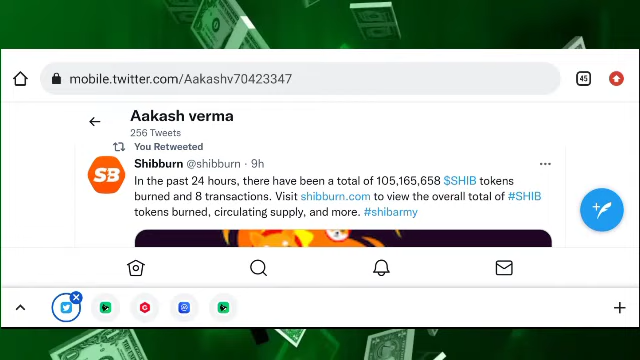 mobile.twitter.com/Aakashv70423347
45
Aakash verma
256 Tweets
You Retweeted
SB
Shibburn @shibburn · 9h
In the past 24 hours, there have been a total of 105,165,658 $SHIB tokens
burned and 8 transactions. Visit shibburn.com to view the overall total of #SHIB
tokens burned, circulating supply, and more. #shibarmy